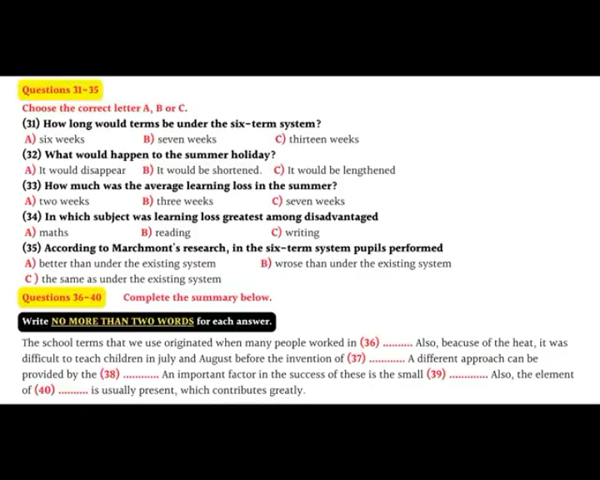 Questions 31-35
Choose the correct letter A, B or C.
(31) How long would terms be under the six-term system?
A) six weeks B) seven weeks C) thirteen weeks
(32) What would happen to the summer holiday?
A) It would disappear B) It would be shortened. C) It would be lengthened
(33) How much was the average learning loss in the summer?
A) two weeks B) three weeks C) seven weeks
(34) In which subject was learning loss greatest among disadvantaged
A) maths B) reading C) writing
(35) According to Marchmont's research, in the six-term system pupils performed
A) better than under the existing system B) wrose than under the existing system
C ) the same as under the existing system
Questions 36-40 Complete the summary below.
Write NO MORE THAN TWO WORDS for each answer.
The school terms that we use originated when many people worked in (36) .......... Also, beacuse of the heat, it was
difficult to teach children in july and August before the invention of (37) ............ A different approach can be
provided by the (38) ............ An important factor in the success of these is the small (39) ............. Also, the element
of (40) .......... is usually present, which contributes greatly.